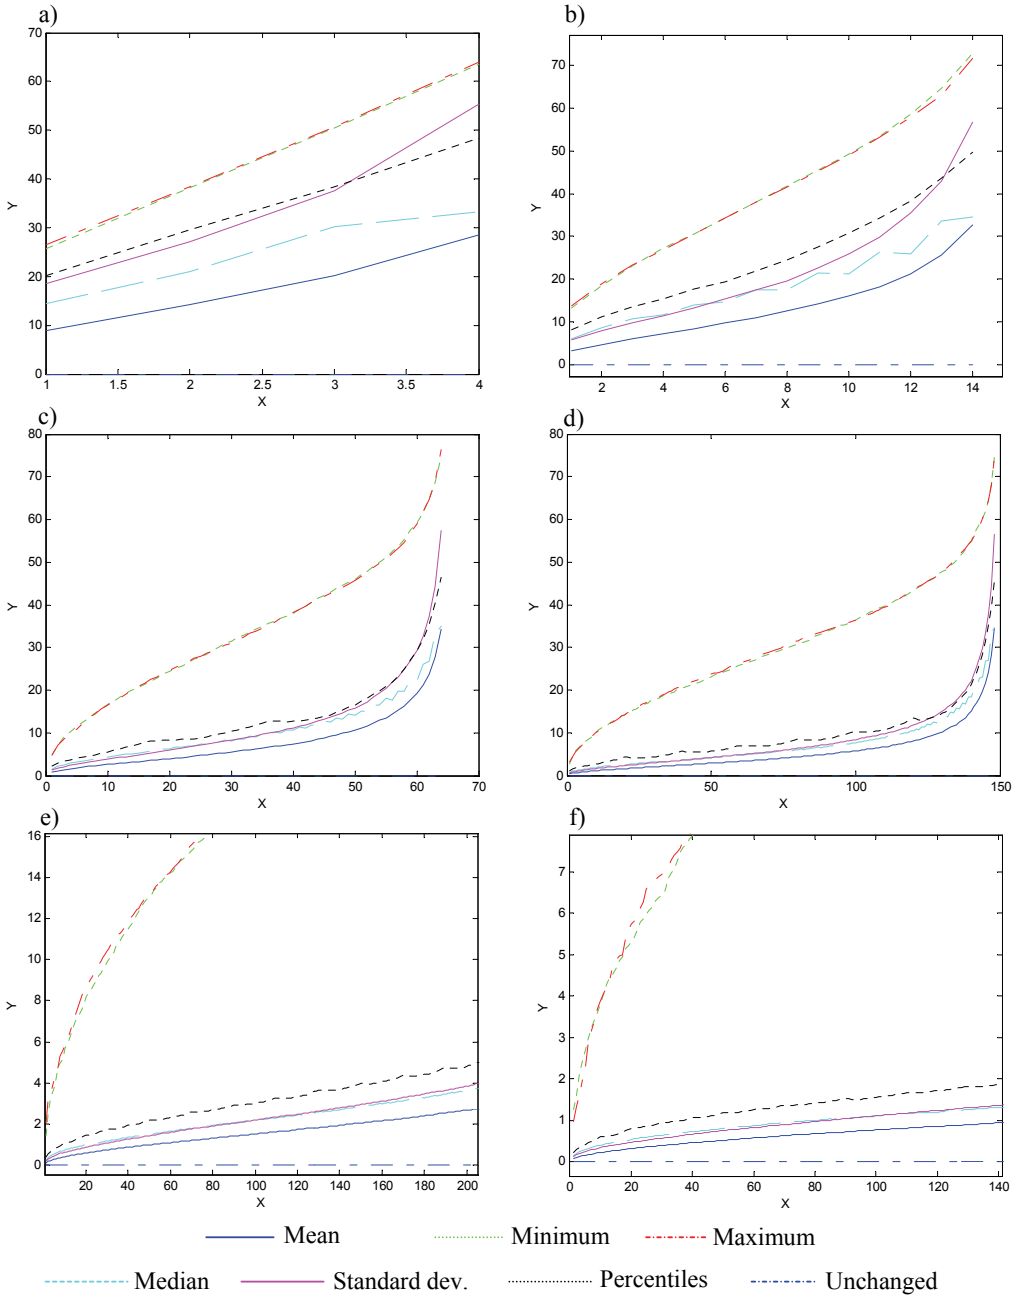 a)
70
60
50
40
30
20
10
0
Y
1 1.5 2 2.5 3 3.5 4
X
b)
70
60
50
40
30
20
10
0
Y
2 4 6 8 10 12 14
X
c)
80
70
60
50
40
30
20
10
0
Y
0 10 20 30 40 50 60 70
X
d)
80
70
60
50
40
30
20
10
0
Y
0 50 100 150
X
e)
16
14
12
10
8
6
4
2
0
Y
20 40 60 80 100 120 140 160 180 200
X
f)
7
6
5
4
3
2
1
0
Y
0 20 40 60 80 100 120 140
X
Mean Minimum Maximum
Median Standard dev. Percentiles Unchanged